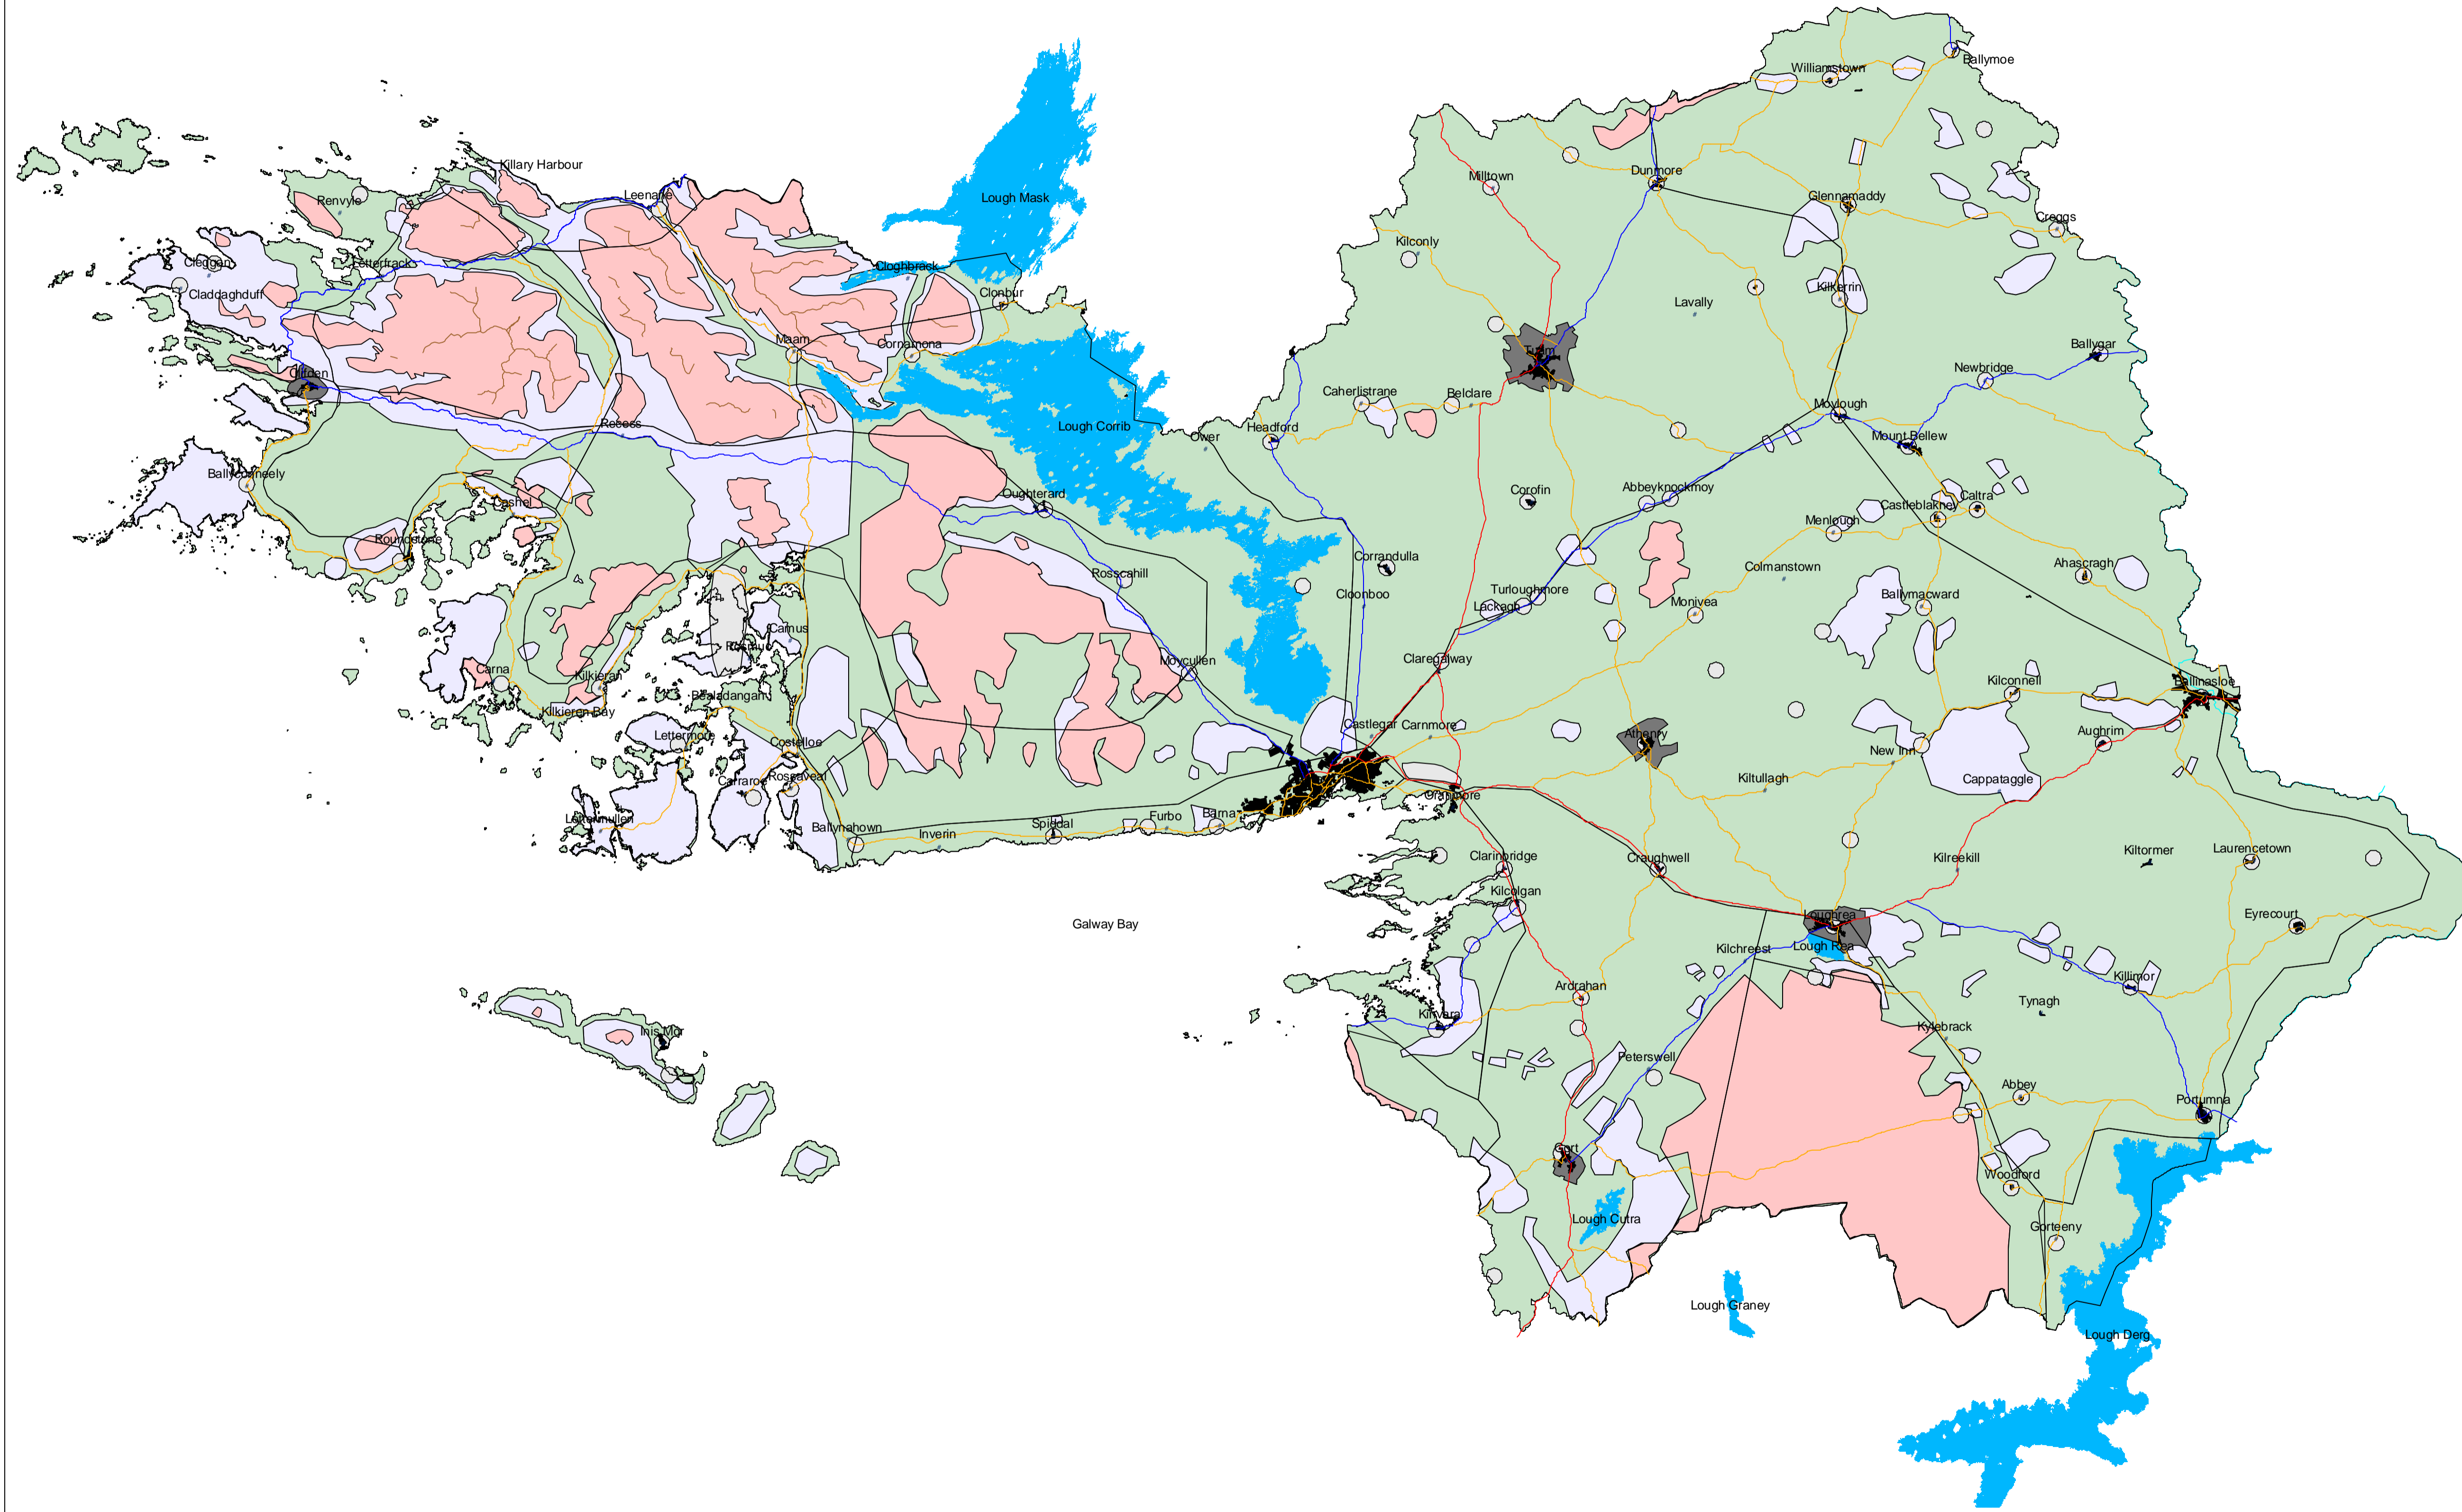 Ballymoe
Williamstown
Killary Harbour
Dunmore
Milltown
Leenane
Lough Mask
Renvyle
Glennamaddy
Creggs
Kilconly
Cleggan
Letterfrack
Cloghbrack
Claddaghduff
Clonbur
Kilkerrin
Lavally
Maam
Cornamona
Tuam
Ballygar
Clifden
Newbridge
Caherlistrane
Beldare
Moylough
Recess
Lough Corrib
Ower
Headford
Mount Bellew
Ballyconneely
Cashel
Oughterard
Corofin
Abbeyknockmoy
Castleblakney
Caltra
Menlough
Roundstone
Corrandulla
Rosscahill
Colmanstown
Ahascragh
Turloughmore
Cloonboo
Lackagh
Monivea
Ballymacward
Camus
Rosmuc
Claregalway
Moycullen
Carna
Kilkieran
Kilconnell
Ballinasloe
Bealadangan
Kilkieren Bay
Castlegar
Carnmore
Lettermore
Costelloe
Athenry
Aughrim
New Inn
Carraroe
Rossaveal
Kiltullagh
Cappataggle
Oranmore
Lettermullen
Ballynahown
Inverin
Spiddal
Furbo
Barna
Clarinbridge
Craughwell
Kilreekill
Kiltormer
Laurencetown
Kilcolgan
Galway Bay
Loughrea
Eyrecourt
Kilchreest
Lough Rea
Killimor
Ardrahan
Tynagh
Kinvara
Inis Mor
Kylebrack
Peterswell
Abbey
Portumna
Gort
Woodford
Lough Cutra
Gorteeny
Lough Graney
Lough Derg